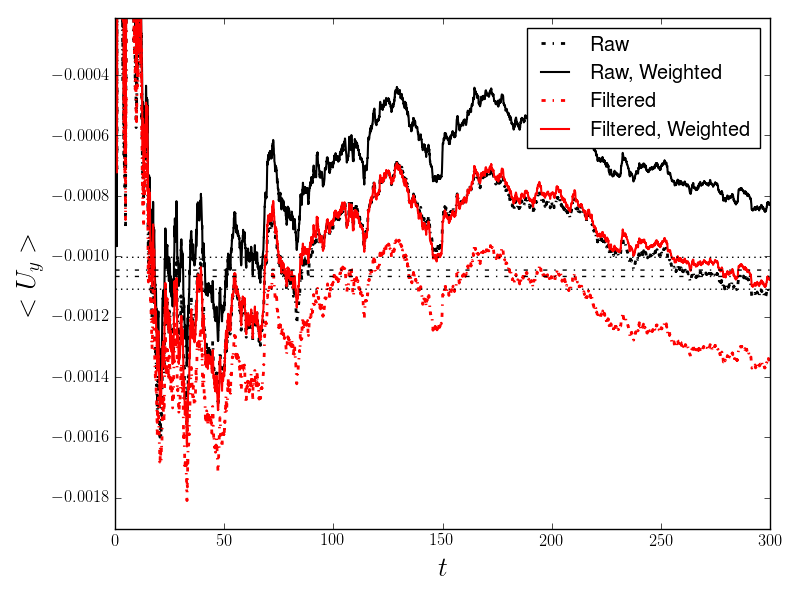 Raw
Raw, Weighted
Filtered
Filtered, Weighted
−0.0004
−0.0006
−0.0008
−0.0010
−0.0012
−0.0014
−0.0016
−0.0018
< U_y >
0 50 100 150 200 250 300
t